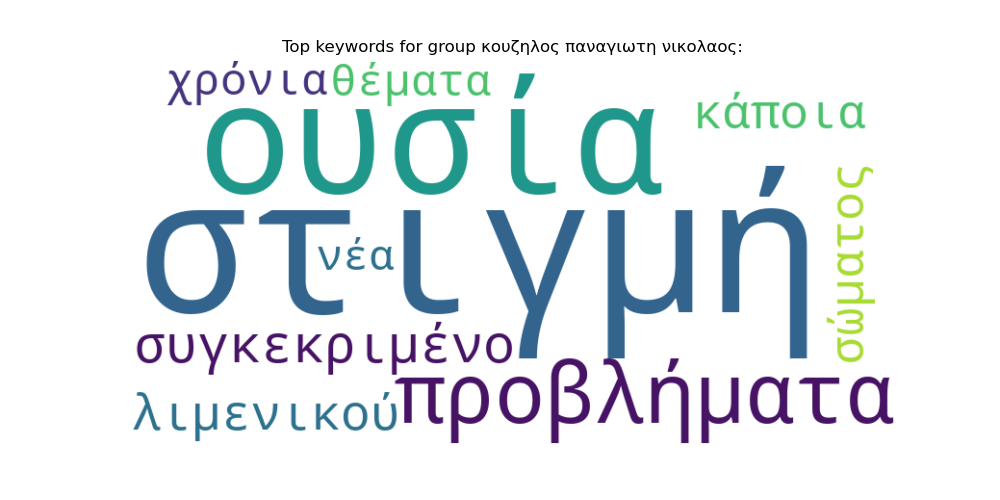 Top keywords for group κουζηλος παναγιωτη νικολαος:
χρόνια
θέματα
ουσία
κάποια
στιγμή
νέα
σώματος
συγκεκριμένο
προβλήματα
λιμενικού